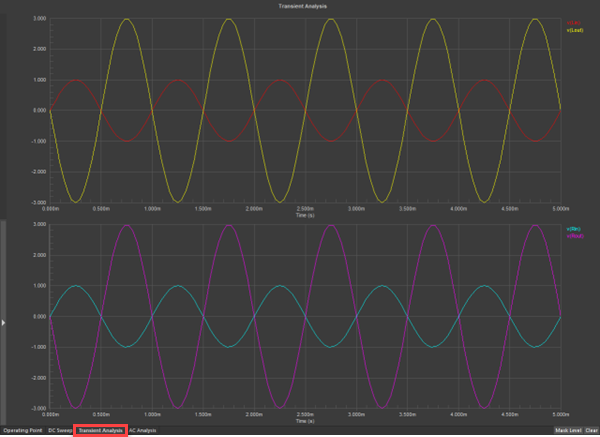 Transient Analysis
3.000
v(Lin)
v(Lout)
2.000
1.000
0.000
-1.000
-2.000
-3.000
0.000m 0.500m 1.000m 1.500m 2.000m 2.500m 3.000m 3.500m 4.000m 4.500m 5.000m
Time (s)
3.000
v(Rin)
v(Rout)
2.000
1.000
0.000
-1.000
-2.000
-3.000
0.000m 0.500m 1.000m 1.500m 2.000m 2.500m 3.000m 3.500m 4.000m 4.500m 5.000m
Time (s)
Operating Point DC Sweep Transient Analysis AC Analysis Mask Level Clear